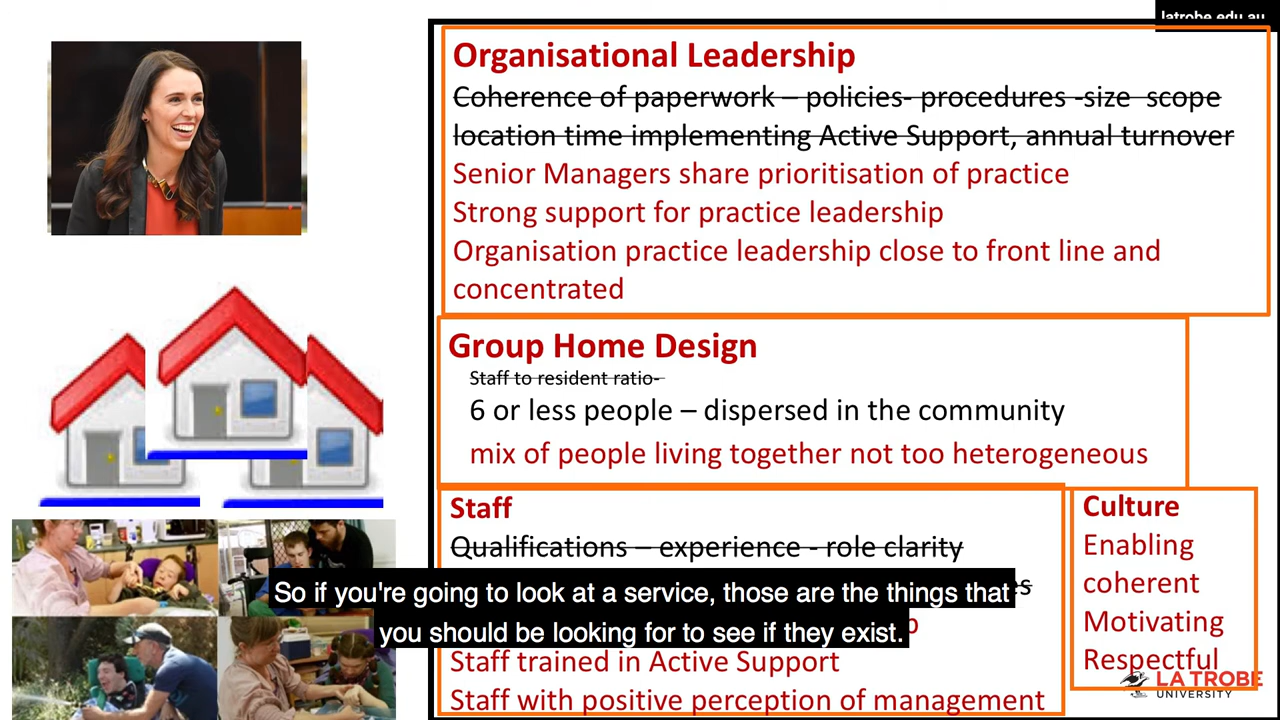 latrobe.edu.au
Organisational Leadership
Coherence of paperwork – policies- procedures -size scope
location time implementing Active Support, annual turnover
Senior Managers share prioritisation of practice
Strong support for practice leadership
Organisation practice leadership close to front line and
concentrated
Group Home Design
Staff to resident ratio-
6 or less people – dispersed in the community
mix of people living together not too heterogeneous
Staff
Qualifications – experience - role clarity
Staff trained in Active Support
Staff with positive perception of management
Culture
Enabling
coherent
Motivating
Respectful
So if you're going to look at a service, those are the things that
you should be looking for to see if they exist.
LA TROBE
UNIVERSITY